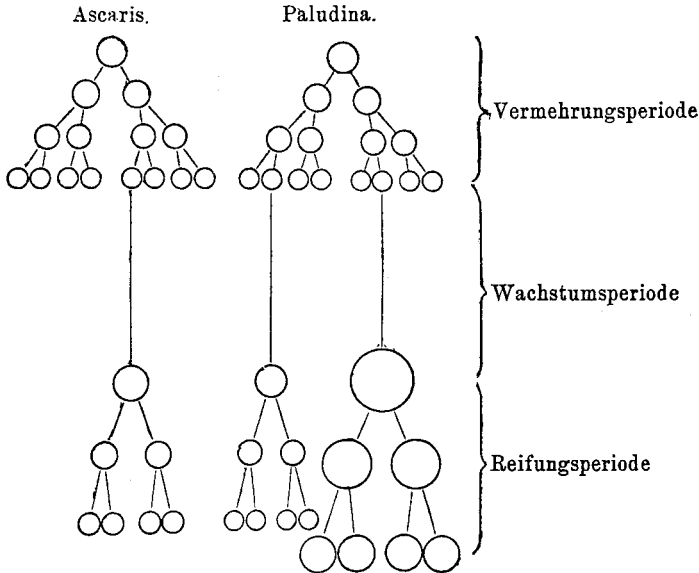 Ascaris.
Paludina.
Vermehrungsperiode
Wachstumsperiode
Reifungsperiode